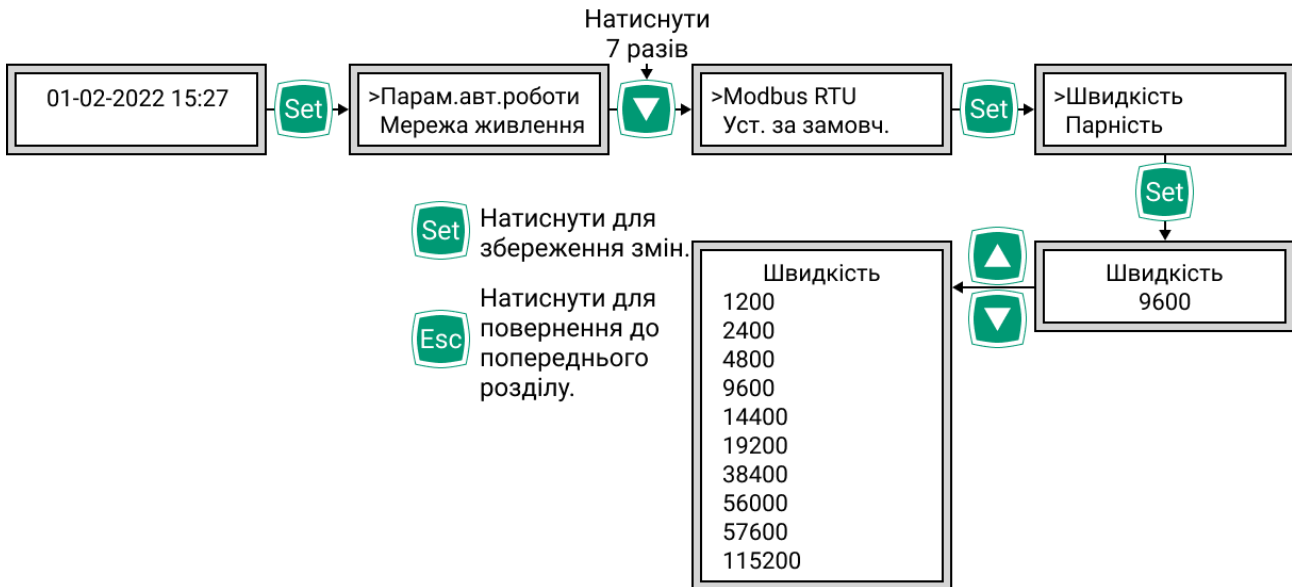 Натиснути
7 разів
01-02-2022 15:27
Set
>Парам.авт.роботи
Мережа живлення
>Modbus RTU
Уст. за замовч.
Set
>Швидкість
Парність
Set
Set
Натиснути для
збереження змін.
Esc
Натиснути для
повернення до
попереднього
розділу.
Швидкість
9600
Швидкість
1200
2400
4800
9600
14400
19200
38400
56000
57600
115200